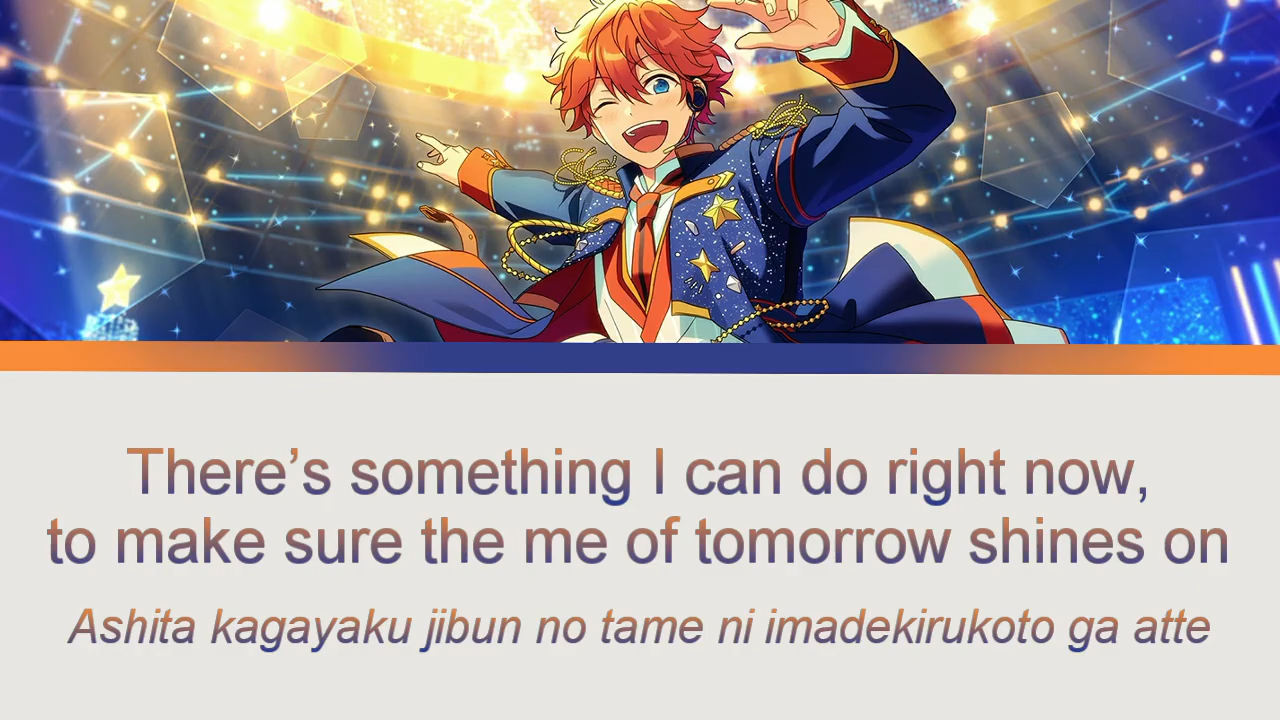 There’s something I can do right now,
to make sure the me of tomorrow shines on
Ashita kagayaku jibun no tame ni imadekirukoto ga atte